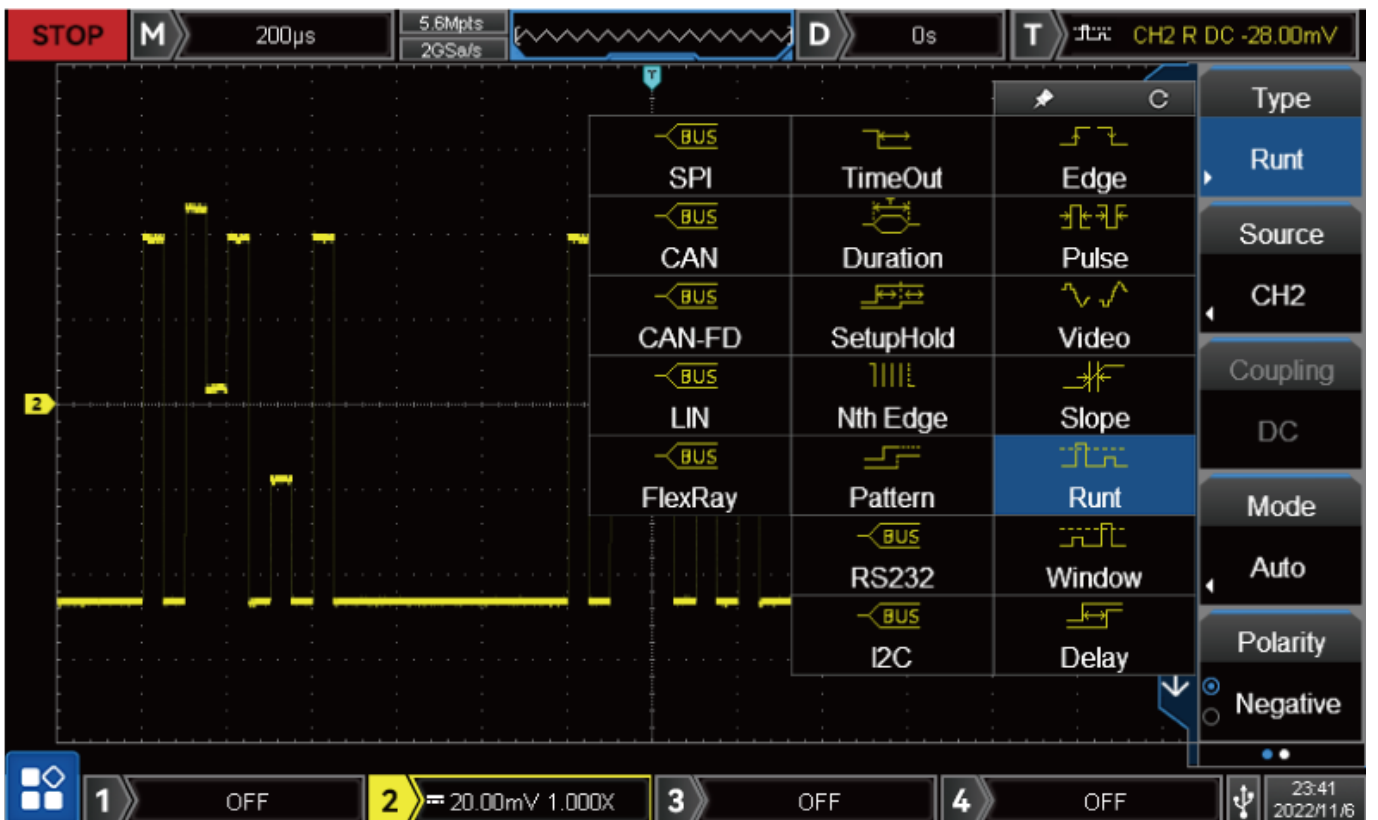 STOP
M
200µs
5.6Mpts
2GSa/s
D
0s
T
CH2 R DC -28.00mV
T
C
Type
Runt
BUS
SPI
TimeOut
Edge
BUS
CAN
Duration
Pulse
BUS
CAN-FD
SetupHold
Video
BUS
LIN
Nth Edge
Slope
BUS
FlexRay
Pattern
Runt
BUS
RS232
Window
BUS
I2C
Delay
Source
CH2
Coupling
DC
Mode
Auto
Polarity
Negative
2
1
OFF
2
20.00mV 1.000X
3
OFF
4
OFF
23:41
2022/11/6